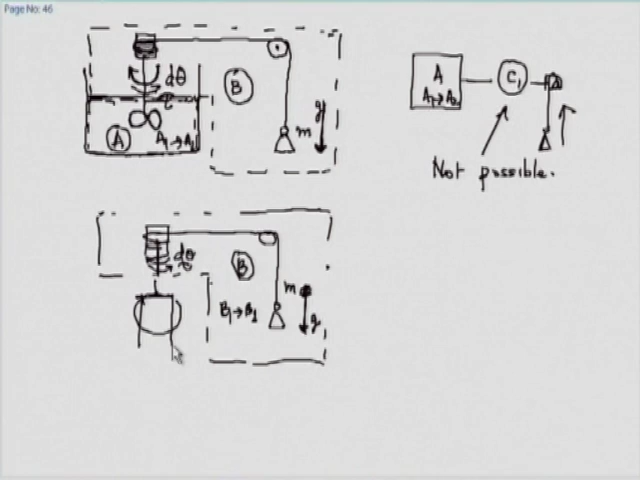 Page No: 46
dθ
τ
B
g
m
A
A₁→A₂
A
A₁→A₂
C₁
Not possible.
dθ
τ
B
m
B₁→B₂
g